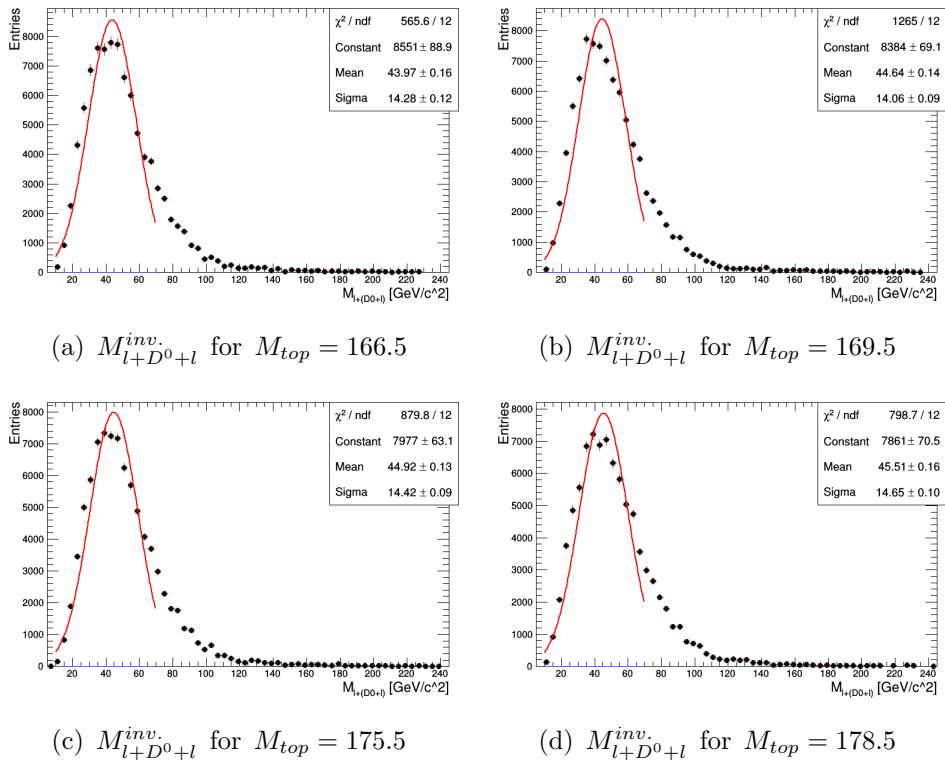 Entries
8000
7000
6000
5000
4000
3000
2000
1000
0
χ² / ndf 565.6 / 12
Constant 8551 ± 88.9
Mean 43.97 ± 0.16
Sigma 14.28 ± 0.12
20 40 60 80 100 120 140 160 180 200 220 240
M_{l+(D0+l)} [GeV/c^2]
(a) M^{inv.}_{l+D^0+l} for M_{top} = 166.5
Entries
8000
7000
6000
5000
4000
3000
2000
1000
0
χ² / ndf 1265 / 12
Constant 8384 ± 69.1
Mean 44.64 ± 0.14
Sigma 14.06 ± 0.09
20 40 60 80 100 120 140 160 180 200 220 240
M_{l+(D0+l)} [GeV/c^2]
(b) M^{inv.}_{l+D^0+l} for M_{top} = 169.5
Entries
8000
7000
6000
5000
4000
3000
2000
1000
0
χ² / ndf 879.8 / 12
Constant 7977 ± 63.1
Mean 44.92 ± 0.13
Sigma 14.42 ± 0.09
20 40 60 80 100 120 140 160 180 200 220 240
M_{l+(D0+l)} [GeV/c^2]
(c) M^{inv.}_{l+D^0+l} for M_{top} = 175.5
Entries
8000
7000
6000
5000
4000
3000
2000
1000
0
χ² / ndf 798.7 / 12
Constant 7861 ± 70.5
Mean 45.51 ± 0.16
Sigma 14.65 ± 0.10
20 40 60 80 100 120 140 160 180 200 220 240
M_{l+(D0+l)} [GeV/c^2]
(d) M^{inv.}_{l+D^0+l} for M_{top} = 178.5